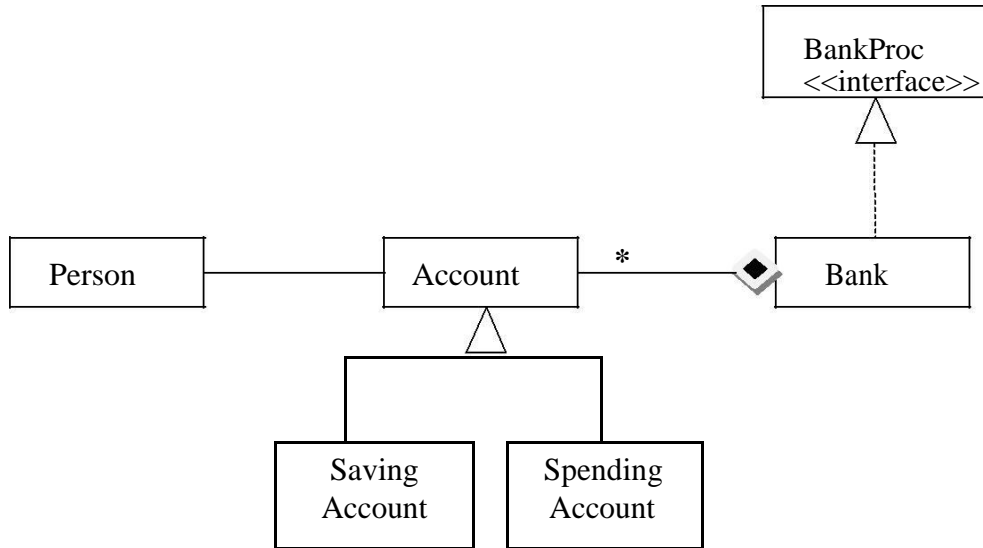 BankProc
<<interface>>
Person
Account
*
Bank
Saving
Account
Spending
Account